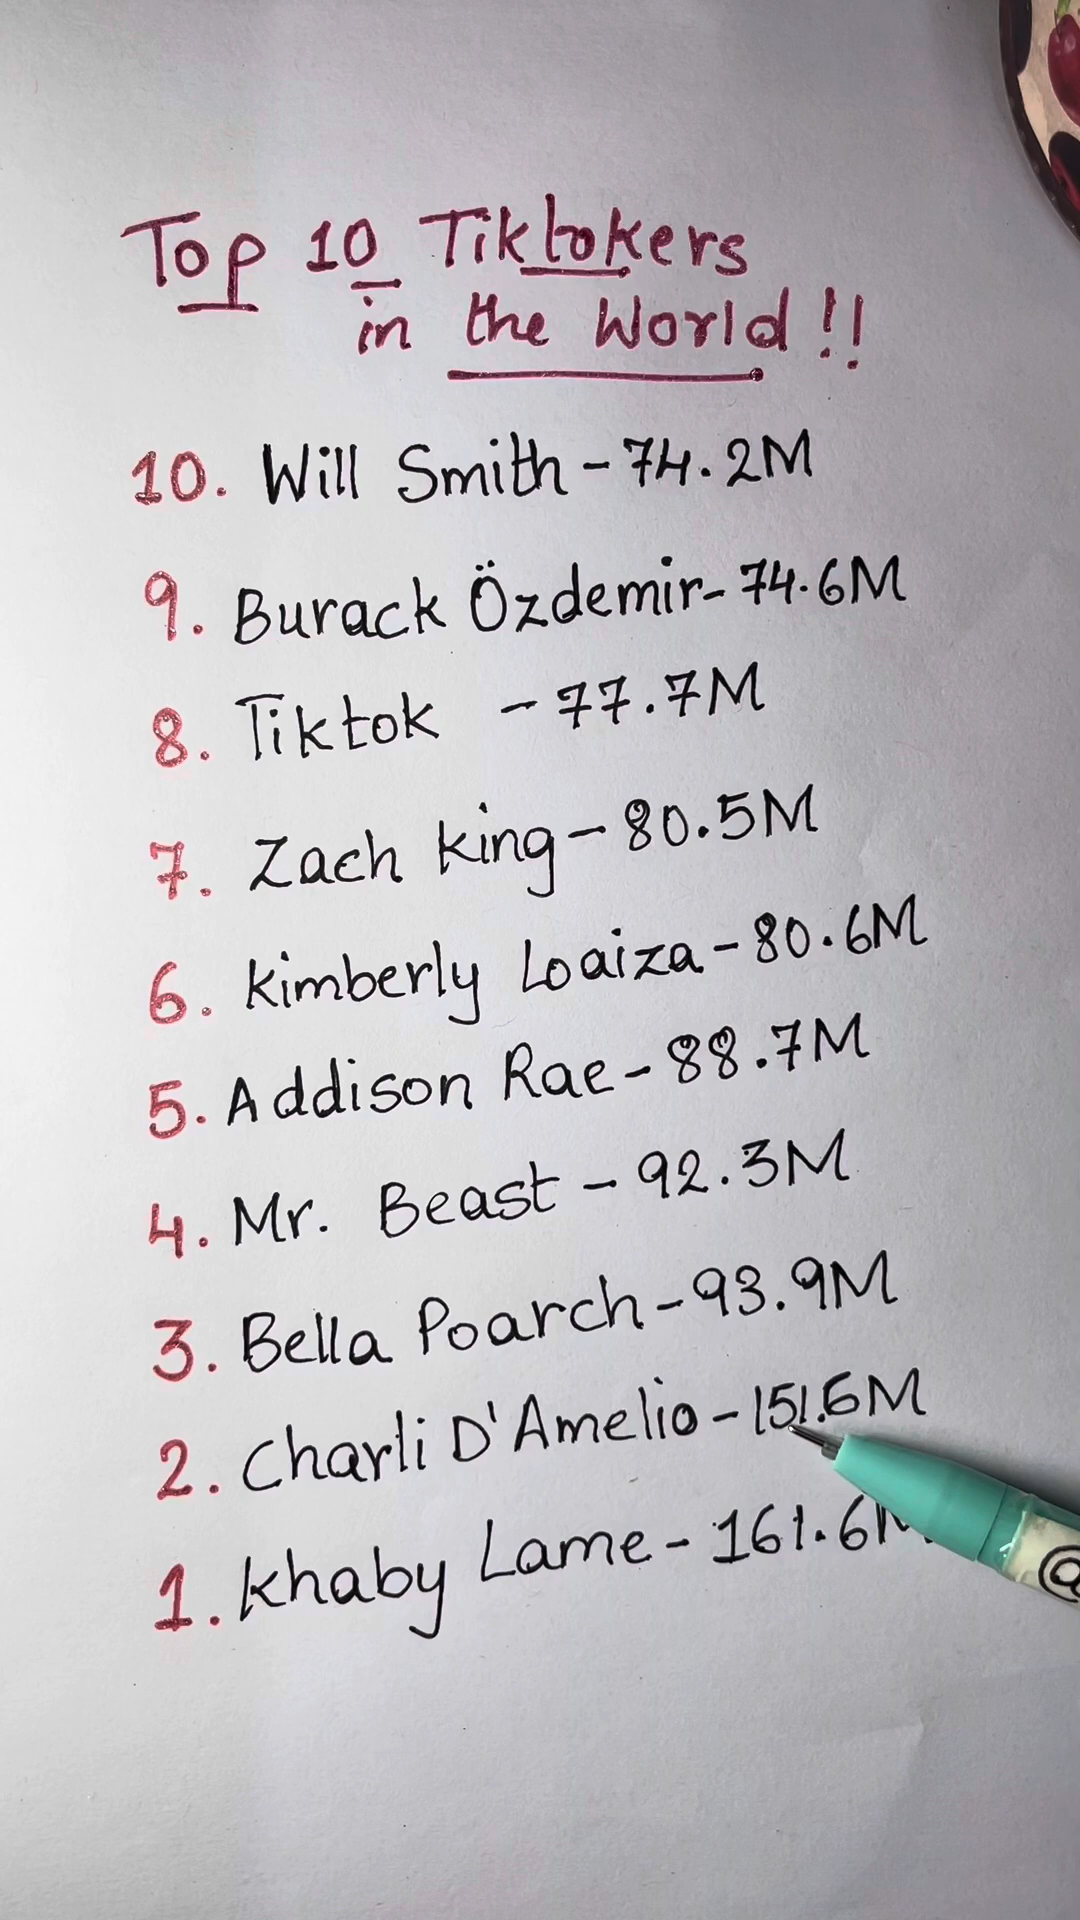 Top 10 Tiktokers
in the World!!
10. Will Smith - 74.2M
9. Burack Özdemir - 74.6M
8. Tiktok - 77.7M
7. Zach King - 80.5M
6. Kimberly Loaiza - 80.6M
5. Addison Rae - 88.7M
4. Mr. Beast - 92.3M
3. Bella Poarch - 93.9M
2. Charli D'Amelio - 151.6M
1. Khaby Lame - 161.6M
@